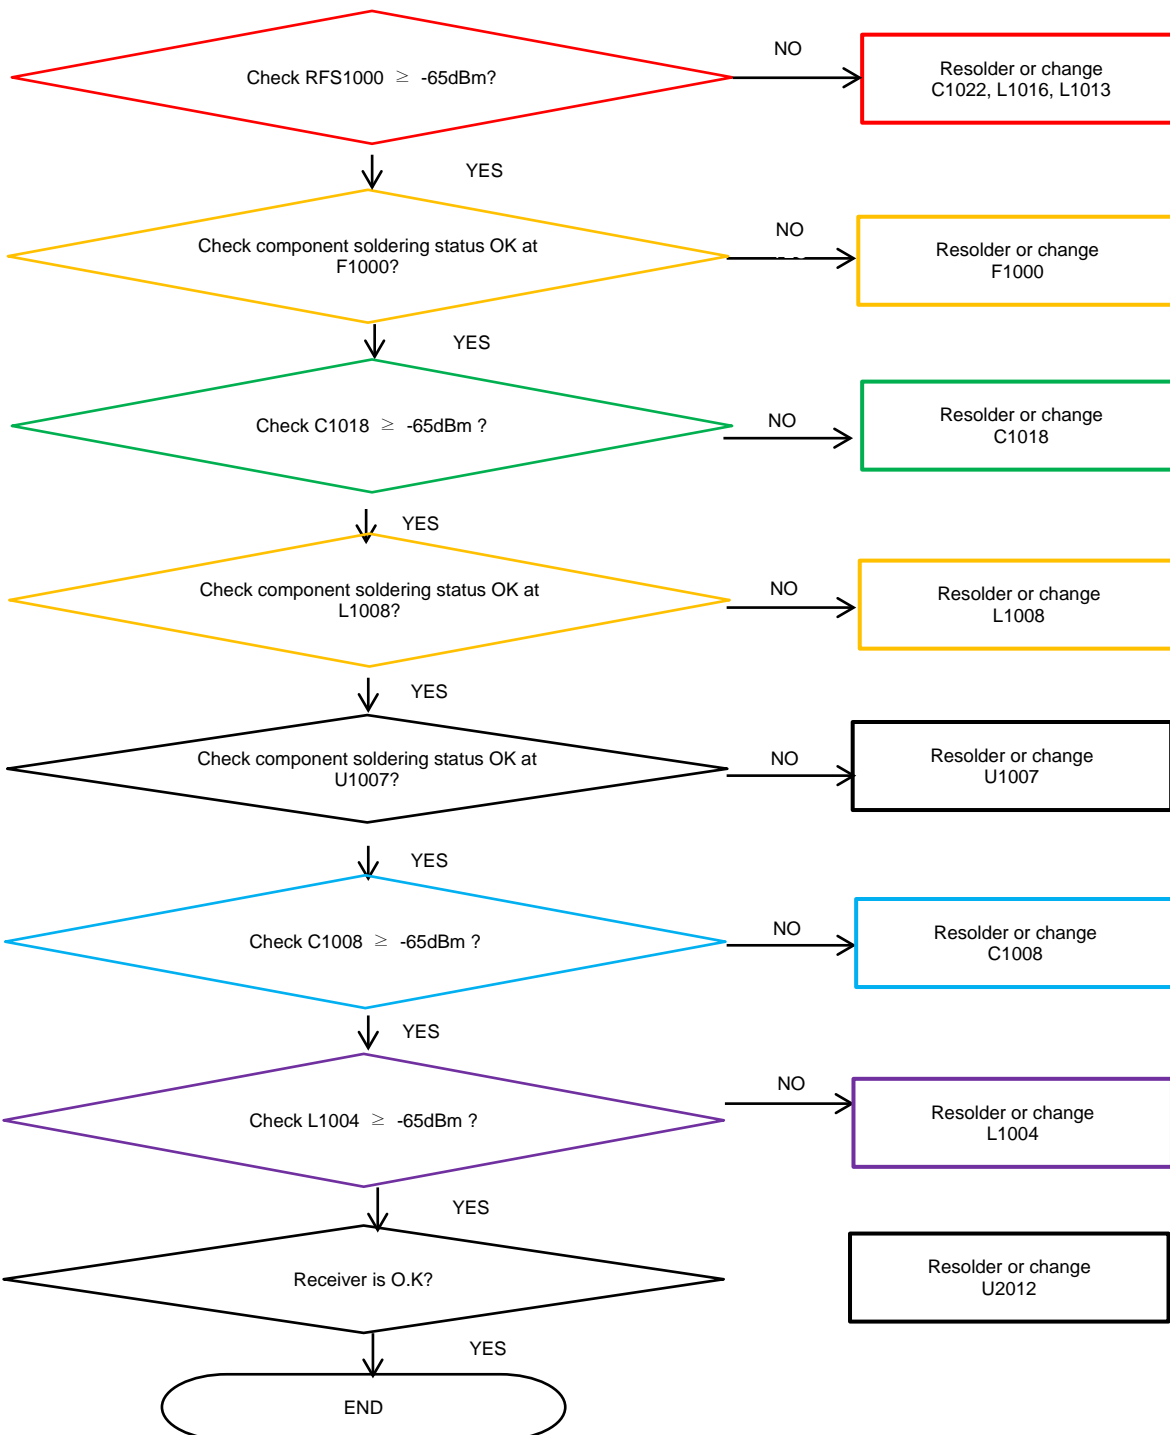 Check RFS1000 ≥ -65dBm?
NO
Resolder or change
C1022, L1016, L1013
YES
Check component soldering status OK at
F1000?
NO
Resolder or change
F1000
YES
Check C1018 ≥ -65dBm ?
NO
Resolder or change
C1018
YES
Check component soldering status OK at
L1008?
NO
Resolder or change
L1008
YES
Check component soldering status OK at
U1007?
NO
Resolder or change
U1007
YES
Check C1008 ≥ -65dBm ?
NO
Resolder or change
C1008
YES
Check L1004 ≥ -65dBm ?
NO
Resolder or change
L1004
YES
Receiver is O.K?
Resolder or change
U2012
YES
END